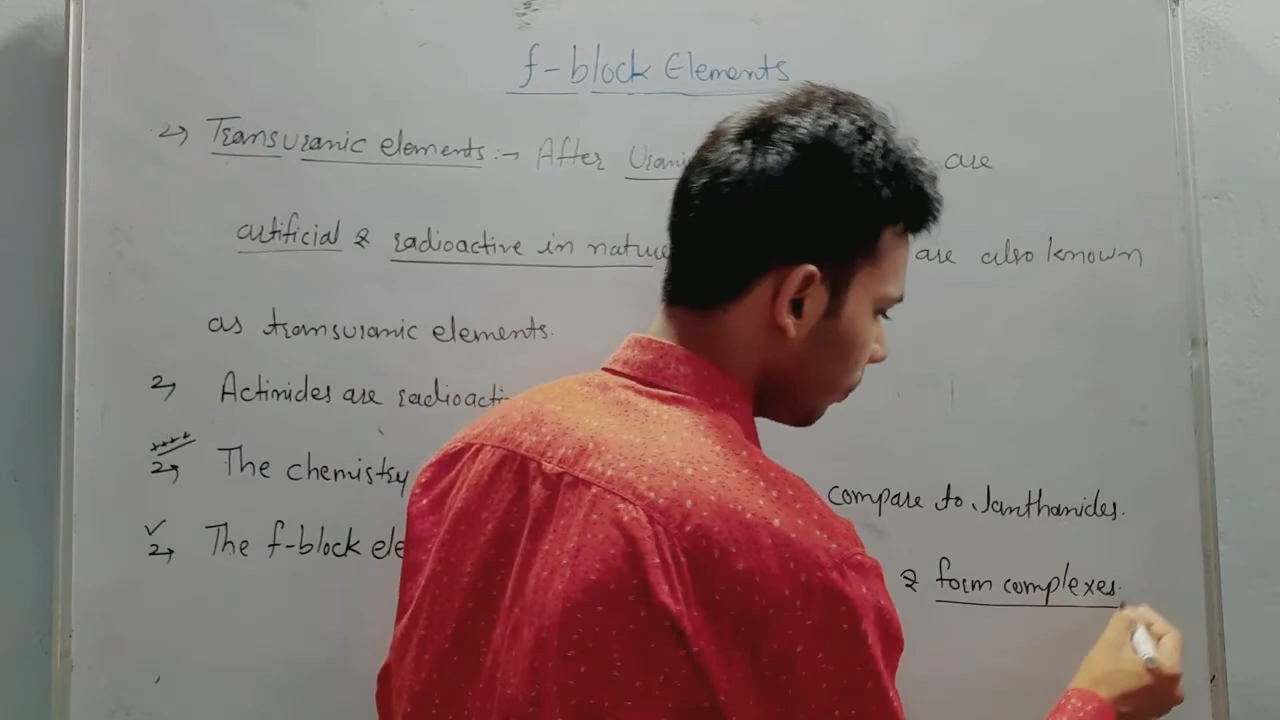 f-block Elements
Transuranic elements:→ After Urani are
artificial & radioactive in nature are also known
as transuranic elements.
Actinides are radioacti
The chemistry compare to Lanthanides.
The f-block ele & form complexes.